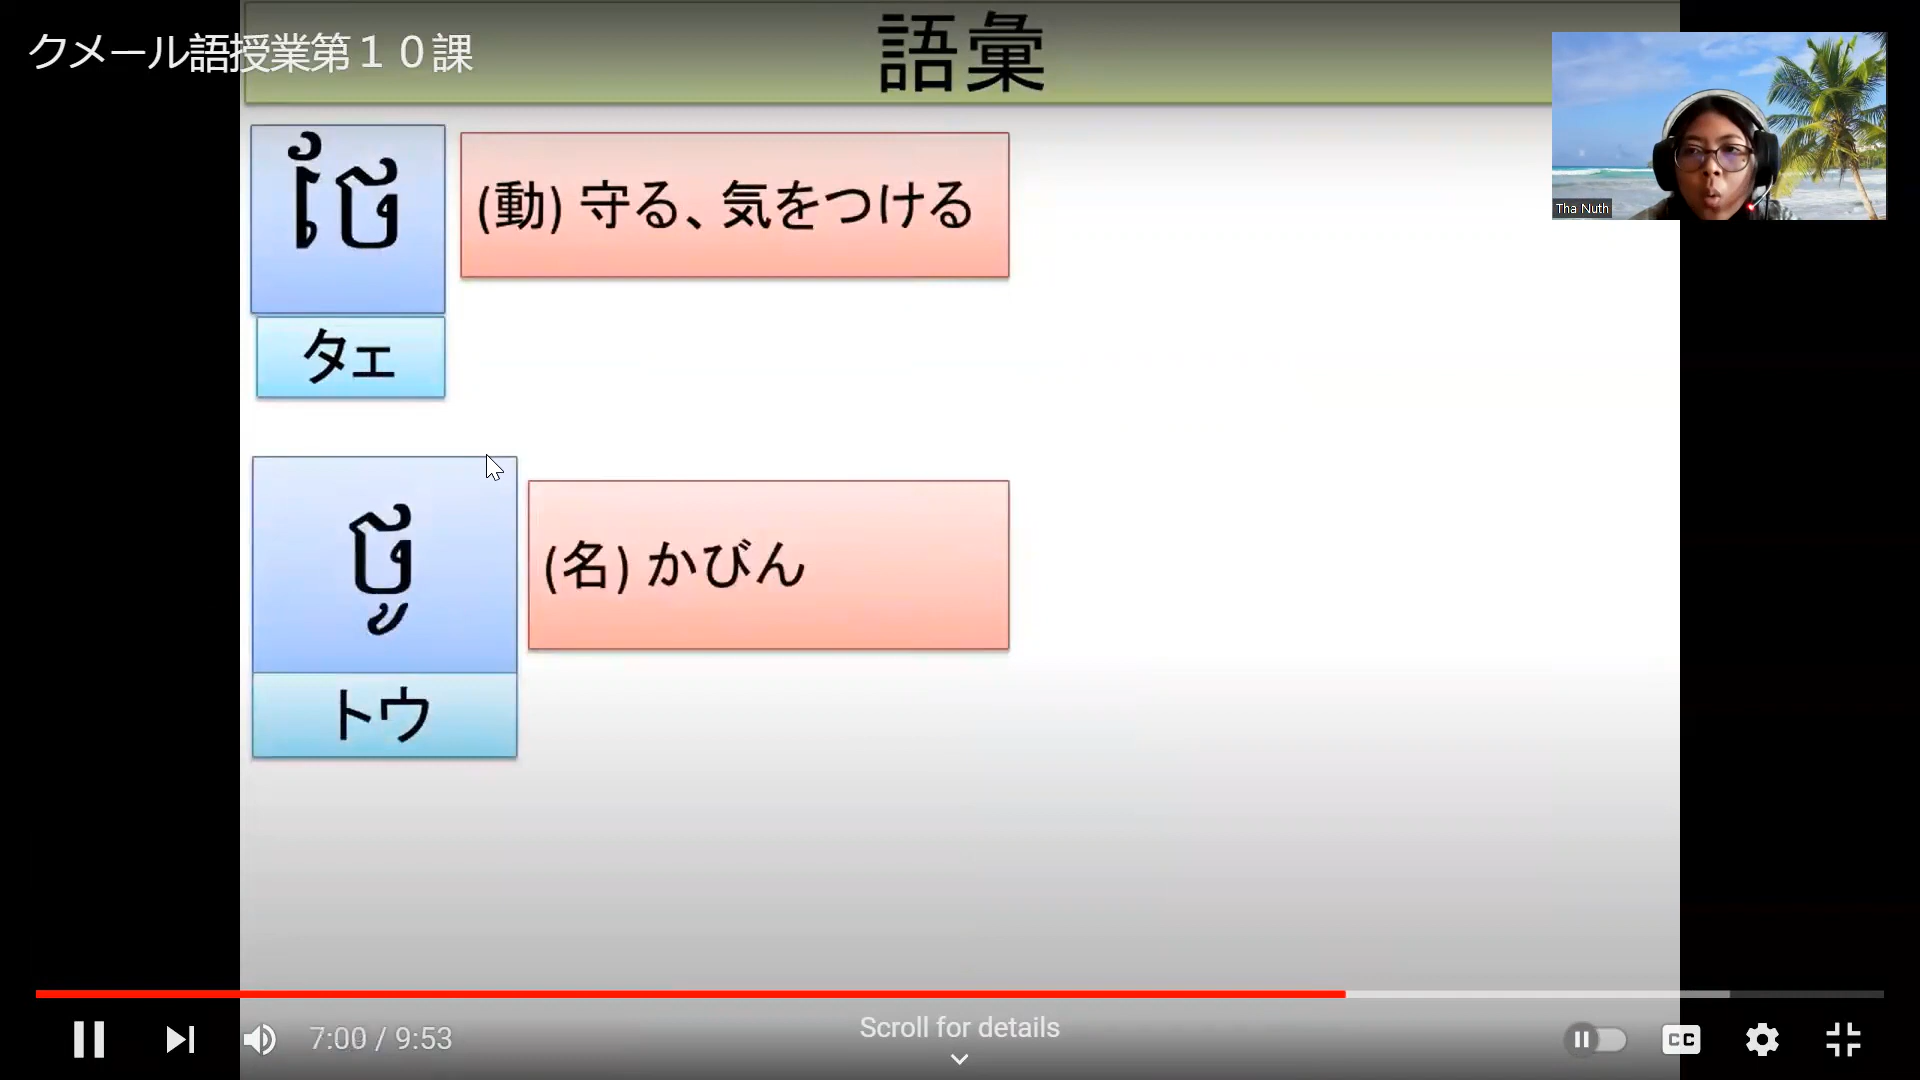 クメール語授業第１０課
語彙
Tha Nuth
ថែ
(動) 守る、気をつける
タェ
ថូ
(名) かびん
トウ
7:00 / 9:53
Scroll for details
CC